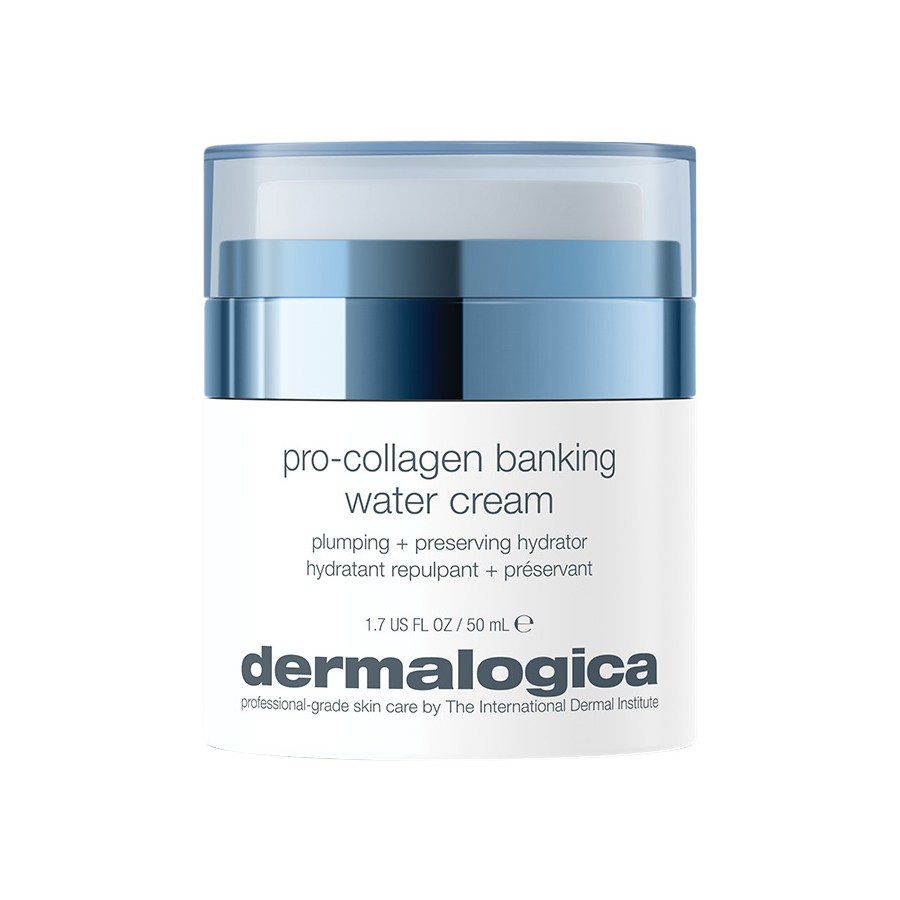 pro-collagen banking
water cream
plumping + preserving hydrator
hydratant repulpant + préservant
1.7 US FL OZ / 50 mL ℮
dermalogica
professional-grade skin care by The International Dermal Institute